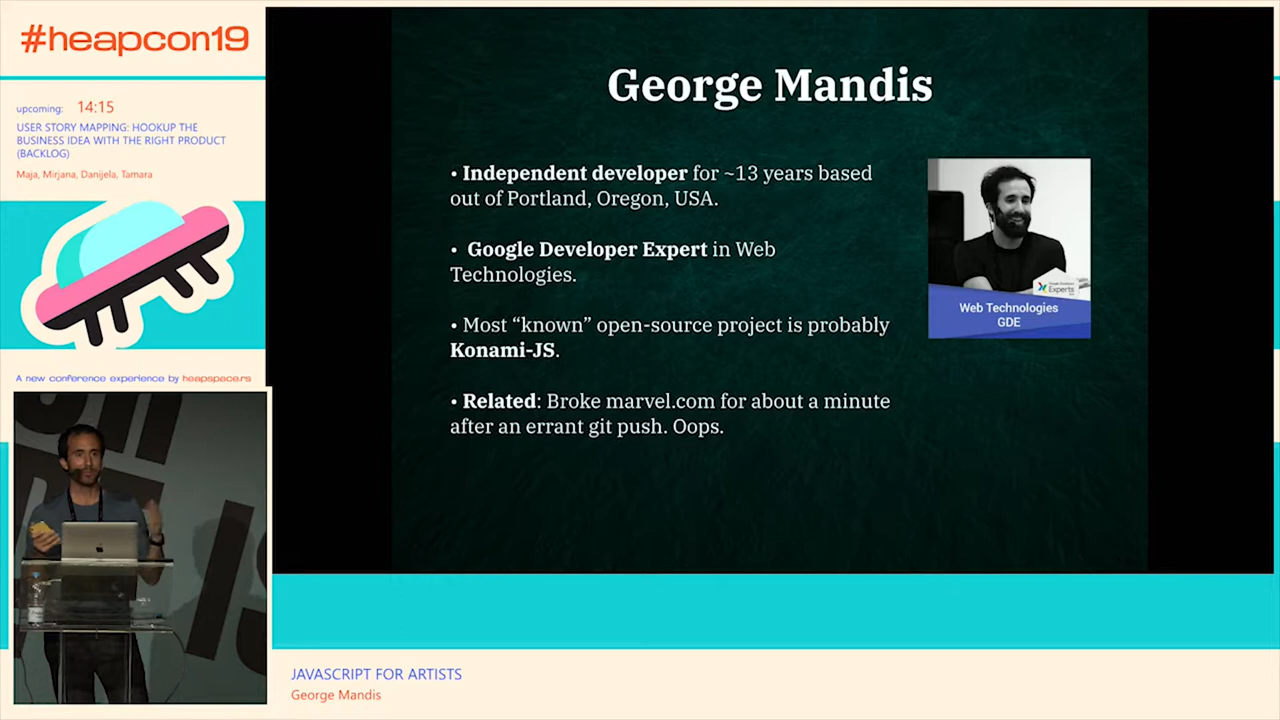 #heapcon19
upcoming: 14:15
USER STORY MAPPING: HOOKUP THE
BUSINESS IDEA WITH THE RIGHT PRODUCT
(BACKLOG)
Maja, Mirjana, Danijela, Tamara
A new conference experience by heapspace.rs
George Mandis
• Independent developer for ~13 years based
out of Portland, Oregon, USA.
• Google Developer Expert in Web
Technologies.
• Most “known” open-source project is probably
Konami-JS.
• Related: Broke marvel.com for about a minute
after an errant git push. Oops.
Experts
Web Technologies
GDE
JAVASCRIPT FOR ARTISTS
George Mandis